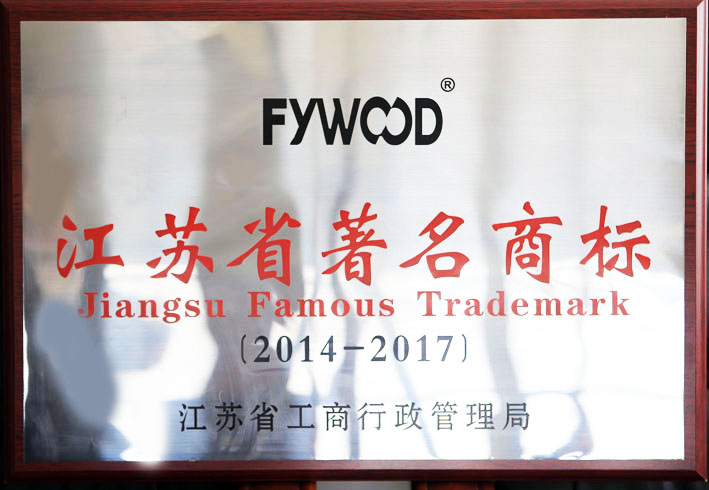 FYWOOD®
江苏省著名商标
Jiangsu Famous Trademark
(2014-2017)
江苏省工商行政管理局